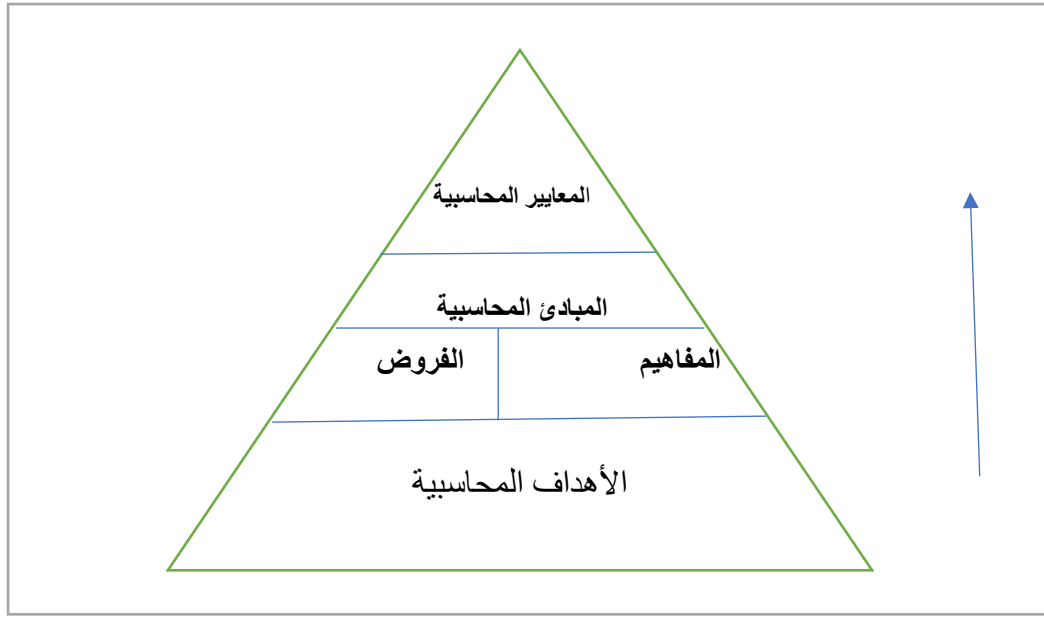 المعايير المحاسبية
المبادئ المحاسبية
المفاهيم
الفروض
الأهداف المحاسبية